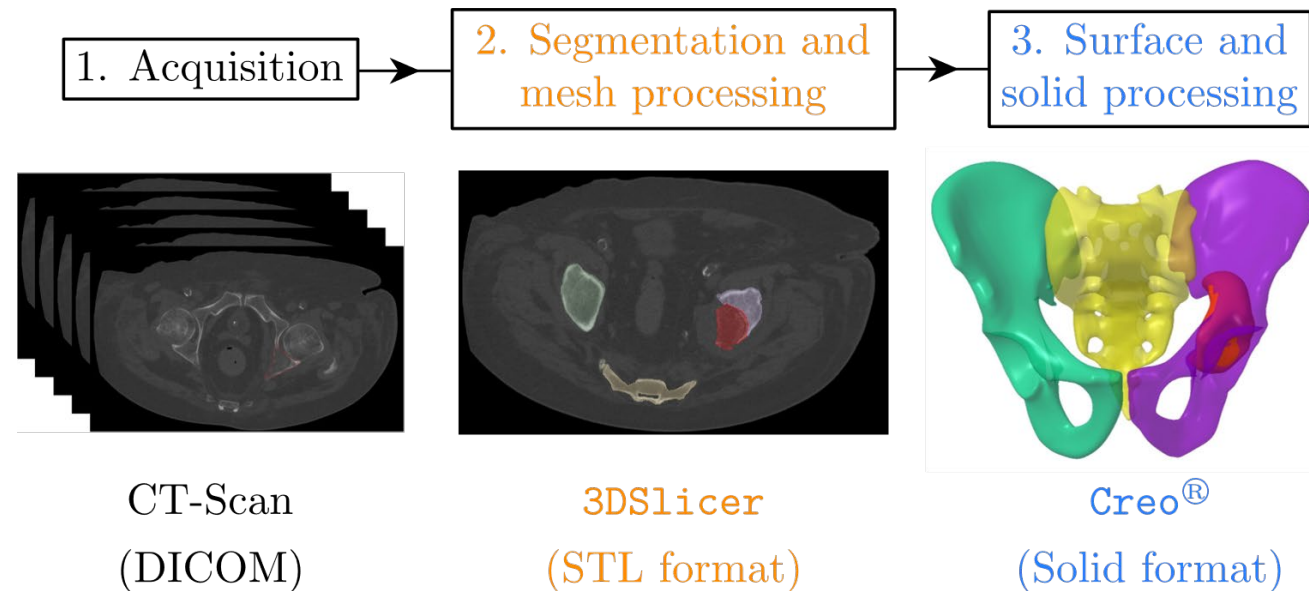 1. Acquisition
2. Segmentation and
mesh processing
3. Surface and
solid processing
CT-Scan
(DICOM)
3DSlicer
(STL format)
Creo®
(Solid format)